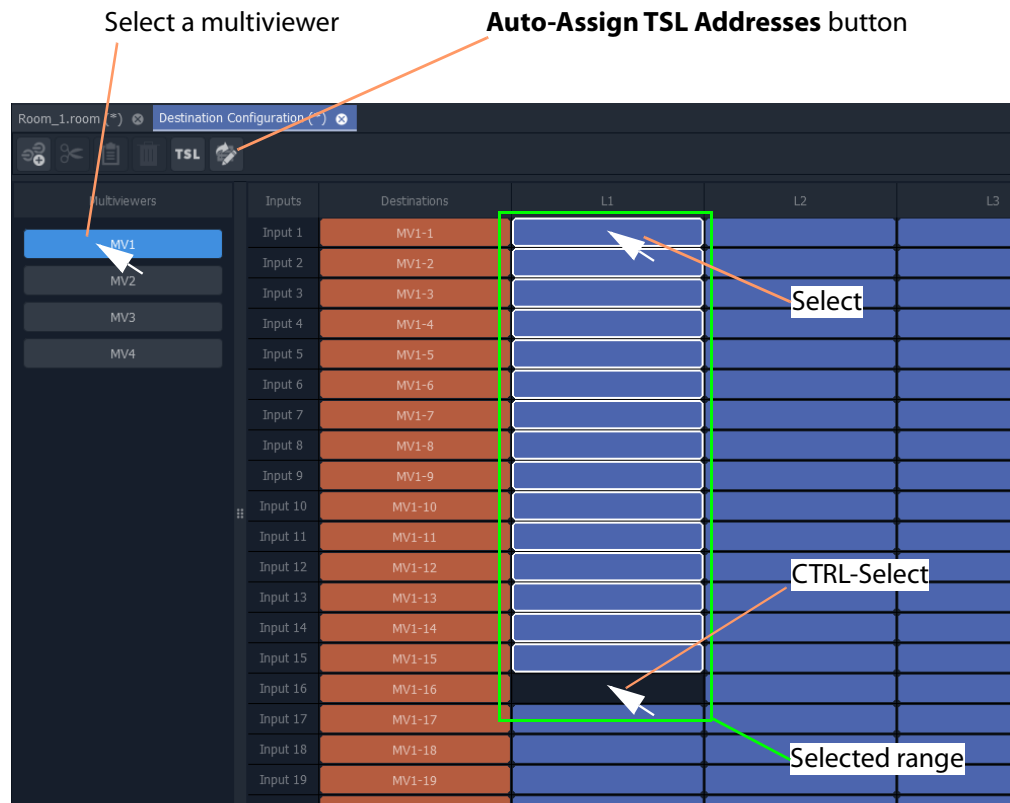 Select a multiviewer
Auto-Assign TSL Addresses button
Room_1.room (*)
Destination Configuration (*)
TSL
Multiviewers
Inputs
Destinations
L1
L2
L3
MV1
MV2
MV3
MV4
Input 1
MV1-1
Input 2
MV1-2
Input 3
MV1-3
Select
Input 4
MV1-4
Input 5
MV1-5
Input 6
MV1-6
Input 7
MV1-7
Input 8
MV1-8
Input 9
MV1-9
Input 10
MV1-10
Input 11
MV1-11
Input 12
MV1-12
CTRL-Select
Input 13
MV1-13
Input 14
MV1-14
Input 15
MV1-15
Input 16
MV1-16
Input 17
MV1-17
Input 18
MV1-18
Selected range
Input 19
MV1-19